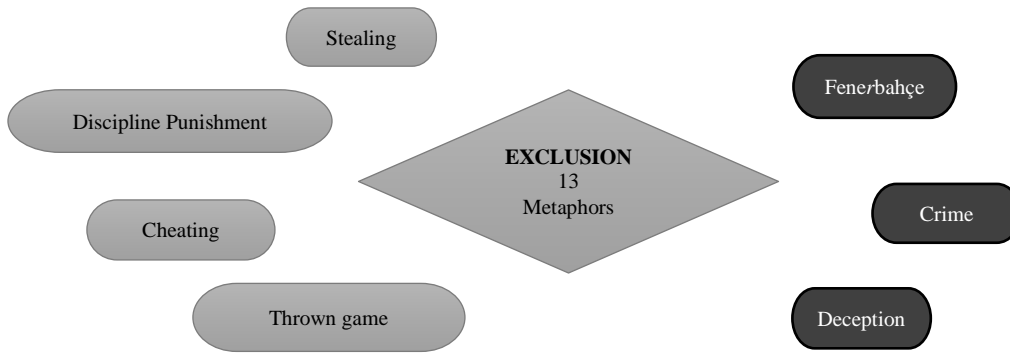 Stealing
Discipline Punishment
Cheating
Thrown game
EXCLUSION
13
Metaphors
Fenerbahçe
Crime
Deception